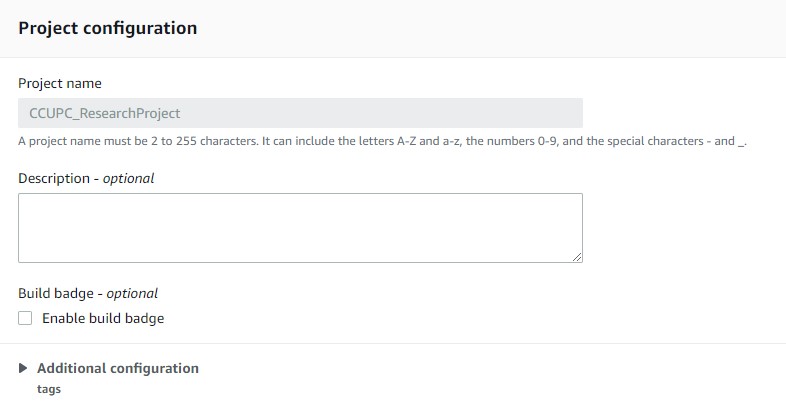 Project configuration
Project name
CCUPC_ResearchProject
A project name must be 2 to 255 characters. It can include the letters A-Z and a-z, the numbers 0-9, and the special characters - and _.
Description - optional
Build badge - optional
Enable build badge
Additional configuration
tags